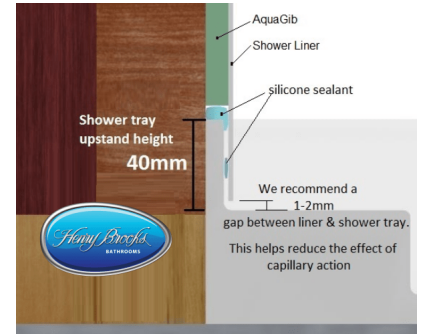 AquaGib
Shower Liner
silicone sealant
Shower tray
upstand height
40mm
We recommend a
1-2mm
gap between liner & shower tray.
This helps reduce the effect of
capillary action
Henry Brooks
BATHROOMS